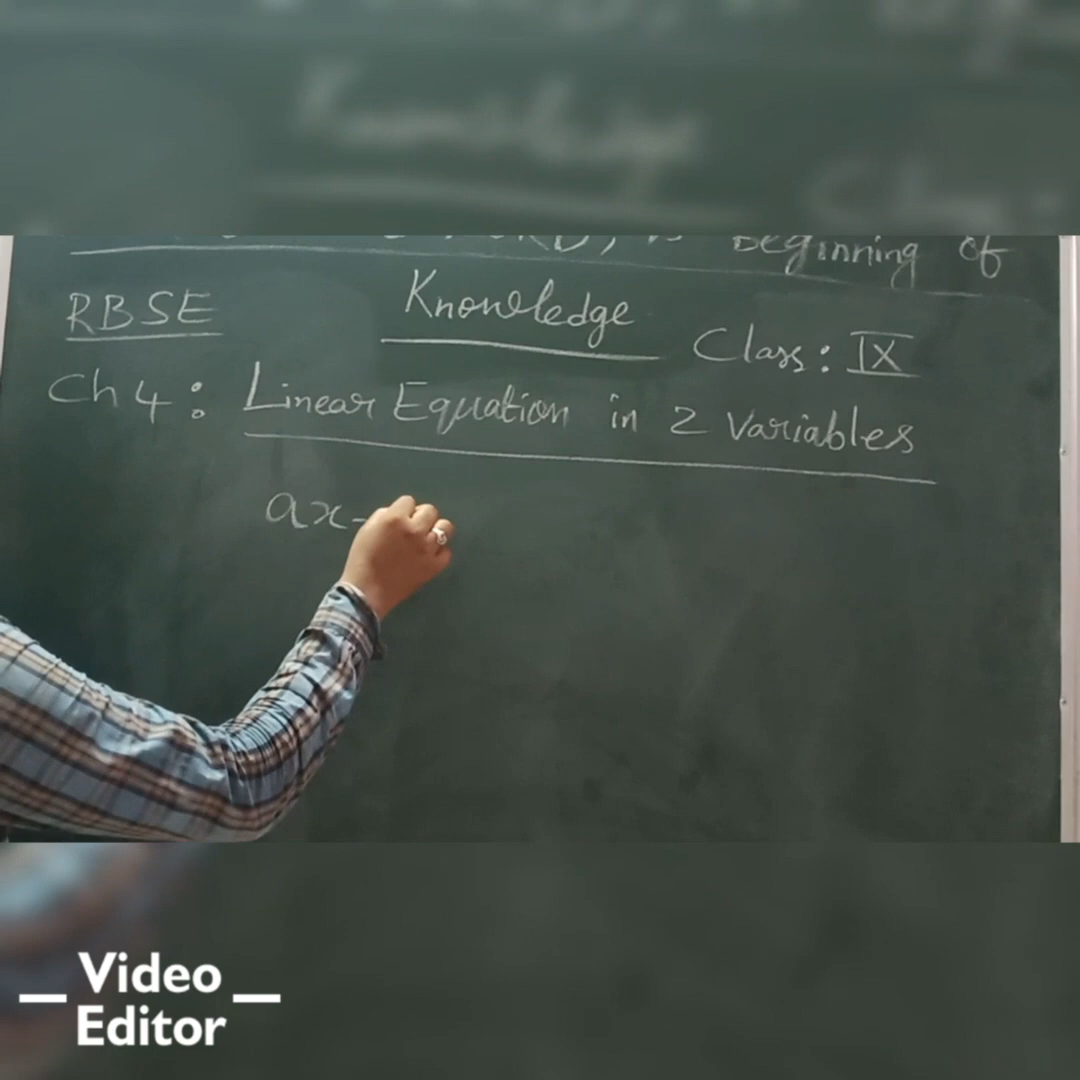 Beginning of
Knowledge
RBSE
Class: IX
Ch 4: Linear Equation in 2 Variables
ax-
Video
Editor